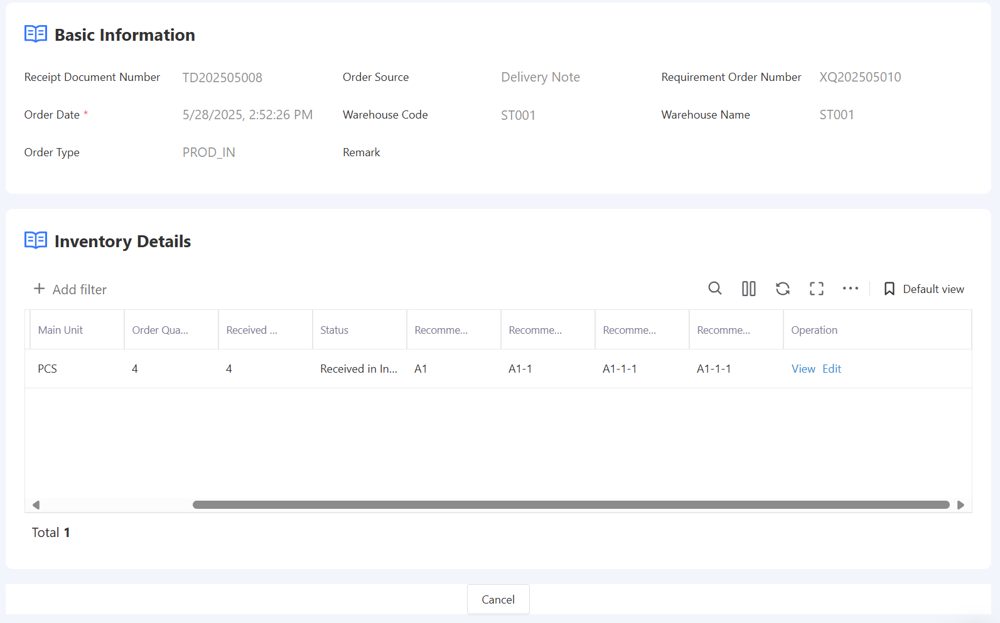 Basic Information
Receipt Document Number TD202505008 Order Source Delivery Note Requirement Order Number XQ202505010
Order Date * 5/28/2025, 2:52:26 PM Warehouse Code ST001 Warehouse Name ST001
Order Type PROD_IN Remark
Inventory Details
+ Add filter Default view
Main Unit Order Qua... Received ... Status Recomme... Recomme... Recomme... Recomme... Operation
PCS 4 4 Received in In... A1 A1-1 A1-1-1 A1-1-1 View Edit
Total 1
Cancel